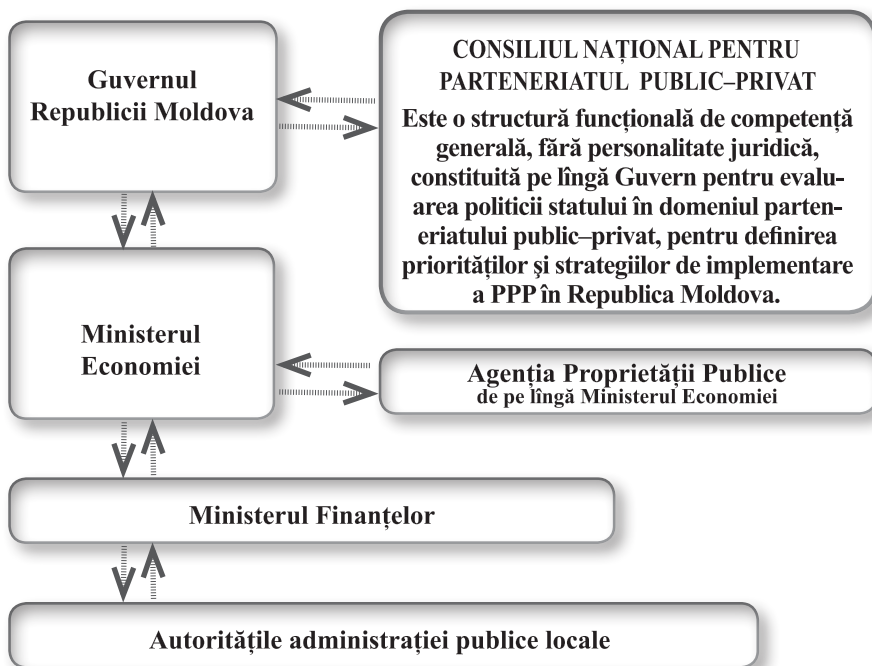 Guvernul
Republicii Moldova
CONSILIUL NAȚIONAL PENTRU
PARTENERIATUL PUBLIC–PRIVAT
Este o structură funcțională de competență
generală, fără personalitate juridică,
constituită pe lîngă Guvern pentru evalu-
area politicii statului în domeniul parten-
eriatului public–privat, pentru definirea
priorităților şi strategiilor de implementare
a PPP în Republica Moldova.
Ministerul
Economiei
Agenția Proprietății Publice
de pe lîngă Ministerul Economiei
Ministerul Finanțelor
Autoritățile administrației publice locale